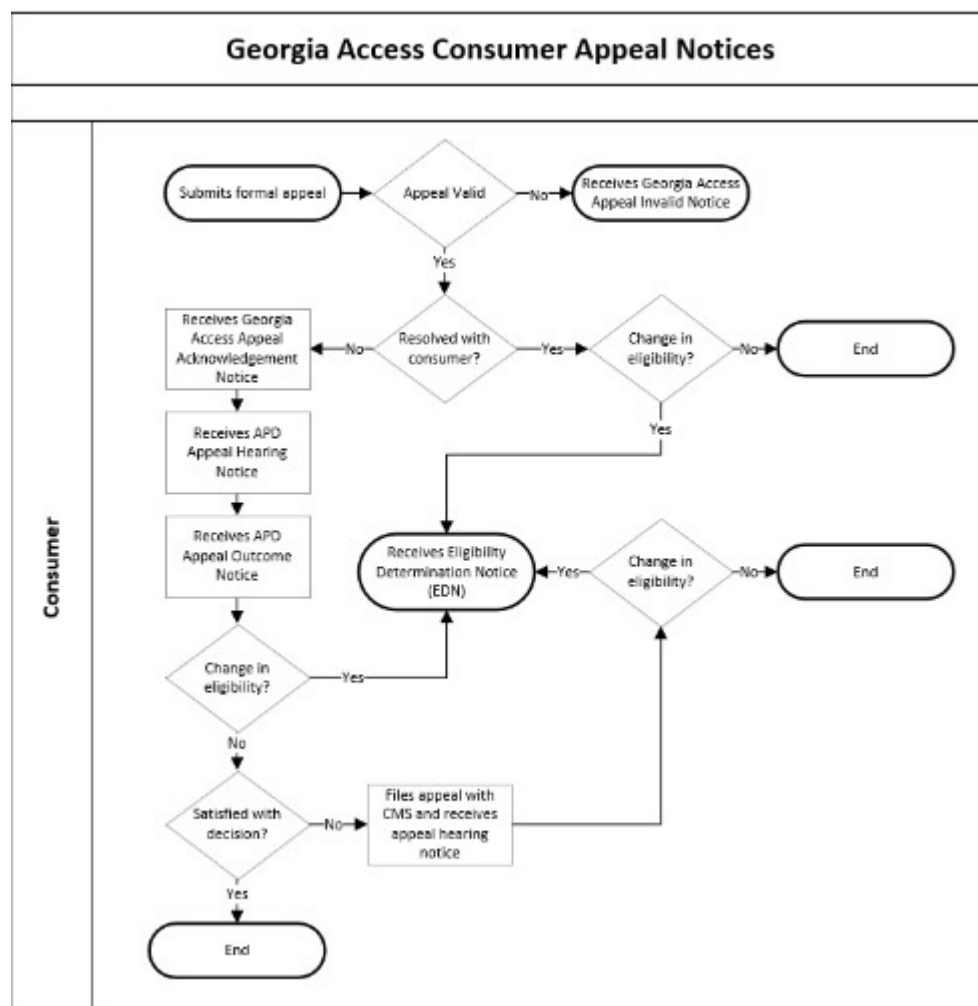 Georgia Access Consumer Appeal Notices
Consumer
Submits formal appeal
Appeal Valid
No
Receives Georgia Access
Appeal Invalid Notice
Yes
Receives Georgia
Access Appeal
Acknowledgement
Notice
No
Resolved with
consumer?
Yes
Change in
eligibility?
No
End
Yes
Receives APD
Appeal Hearing
Notice
Receives APD
Appeal Outcome
Notice
Receives Eligibility
Determination Notice
(EDN)
Yes
Change in
eligibility?
No
End
Change in
eligibility?
Yes
No
Satisfied with
decision?
No
Files appeal with
CMS and receives
appeal hearing
notice
Yes
End